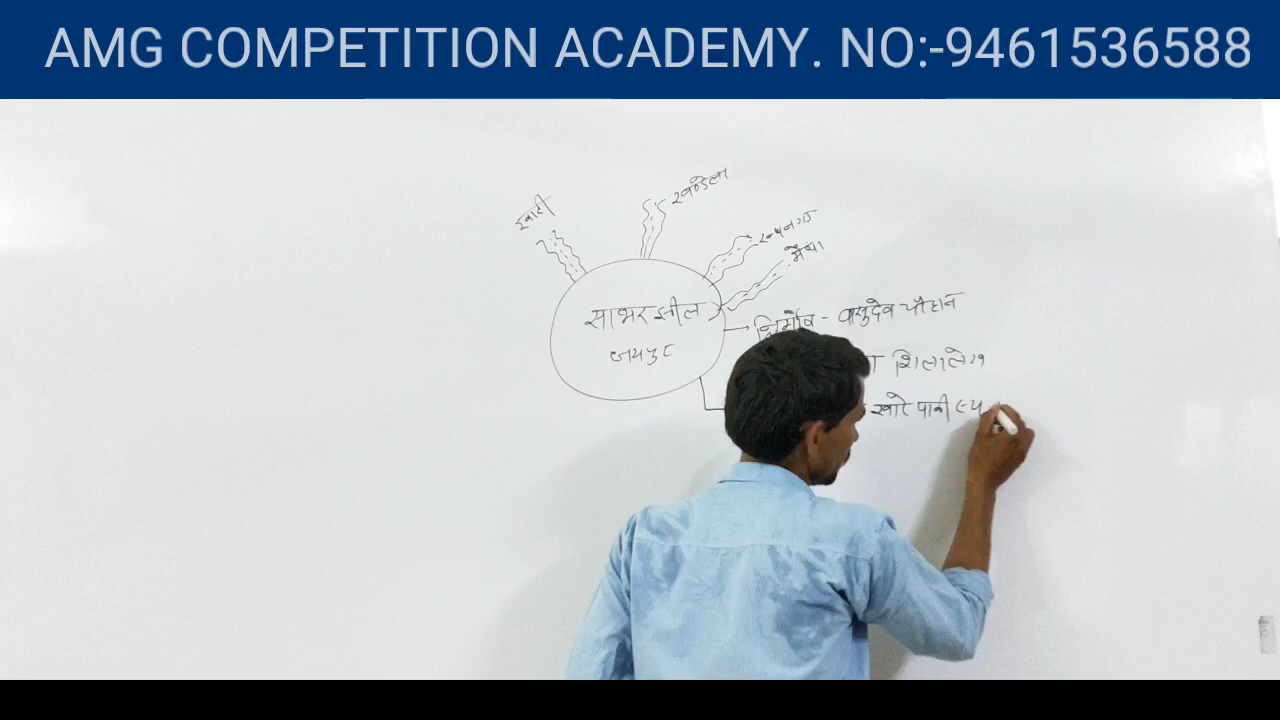 AMG COMPETITION ACADEMY. NO:-9461536588
खारी
खण्डेला
रूपनगढ
मेंथा
साभर झील
जयपुर
वासुदेव चौहान
शिलालेख
खारे पानी